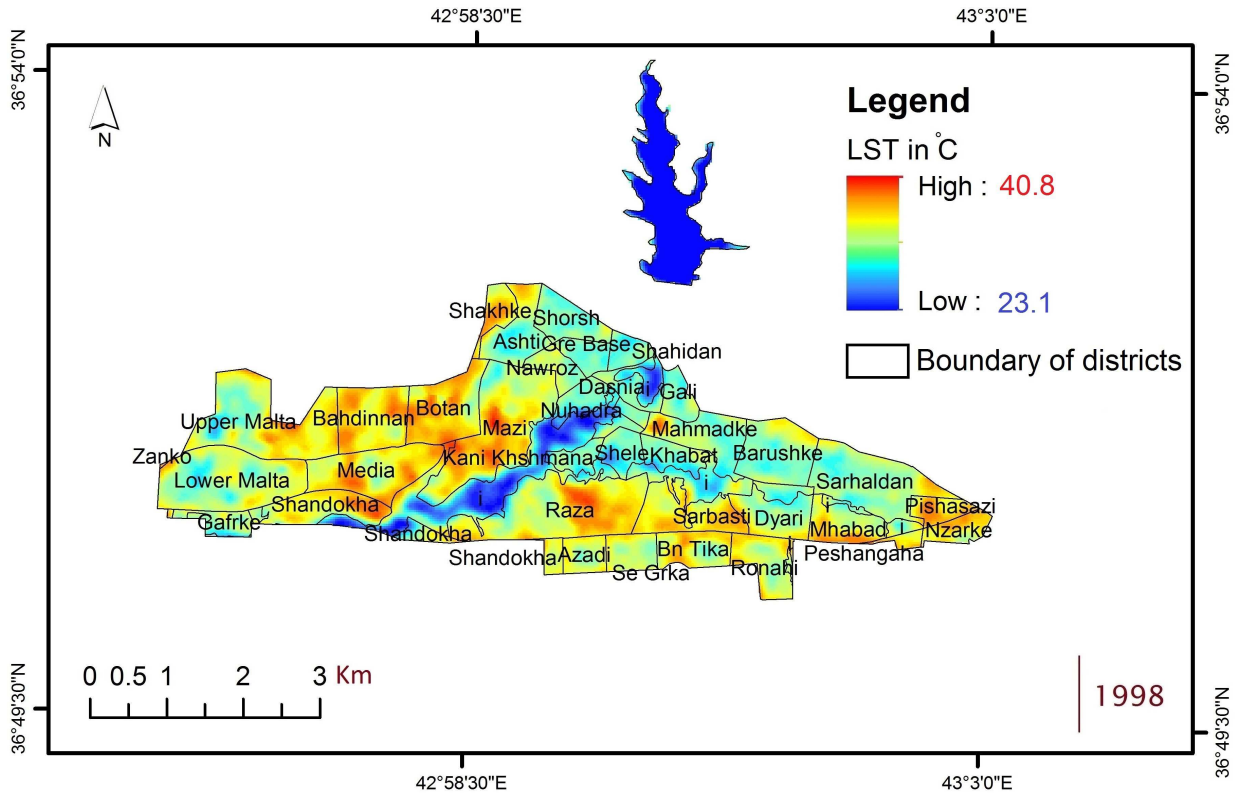 42°58'30"E 43°3'0"E
36°54'0"N
36°54'0"N
N
Legend
LST in °C
High : 40.8
Low : 23.1
Boundary of districts
Shakhke
Shorsh
Ashti
Gre Base
Shahidan
Nawroz
Dasnia
i
Gali
Upper Malta
Bahdinnan
Botan
Nuhadra
Mazi
Mahmadke
Zanko
Kani Khshmana
Shele
Khabat
Barushke
Media
Lower Malta
i
Sarhaldan
i
Shandokha
Raza
i
Pishasazi
Gafrke
Shandokha
Sarbasti
Dyari
Mhabad
i
Nzarke
Shandokha
Azadi
Bn Tika
Peshangaha
Se Grka
Ronahi
0 0.5 1 2 3 Km
1998
36°49'30"N
36°49'30"N
42°58'30"E 43°3'0"E